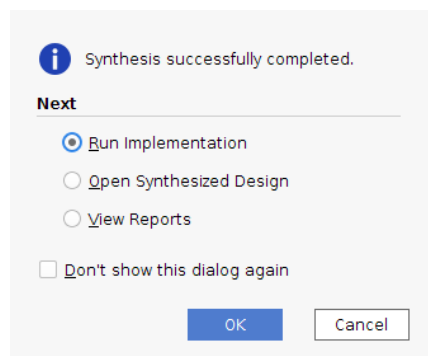 Synthesis successfully completed.
Next
Run Implementation
Open Synthesized Design
View Reports
Don't show this dialog again
OK
Cancel